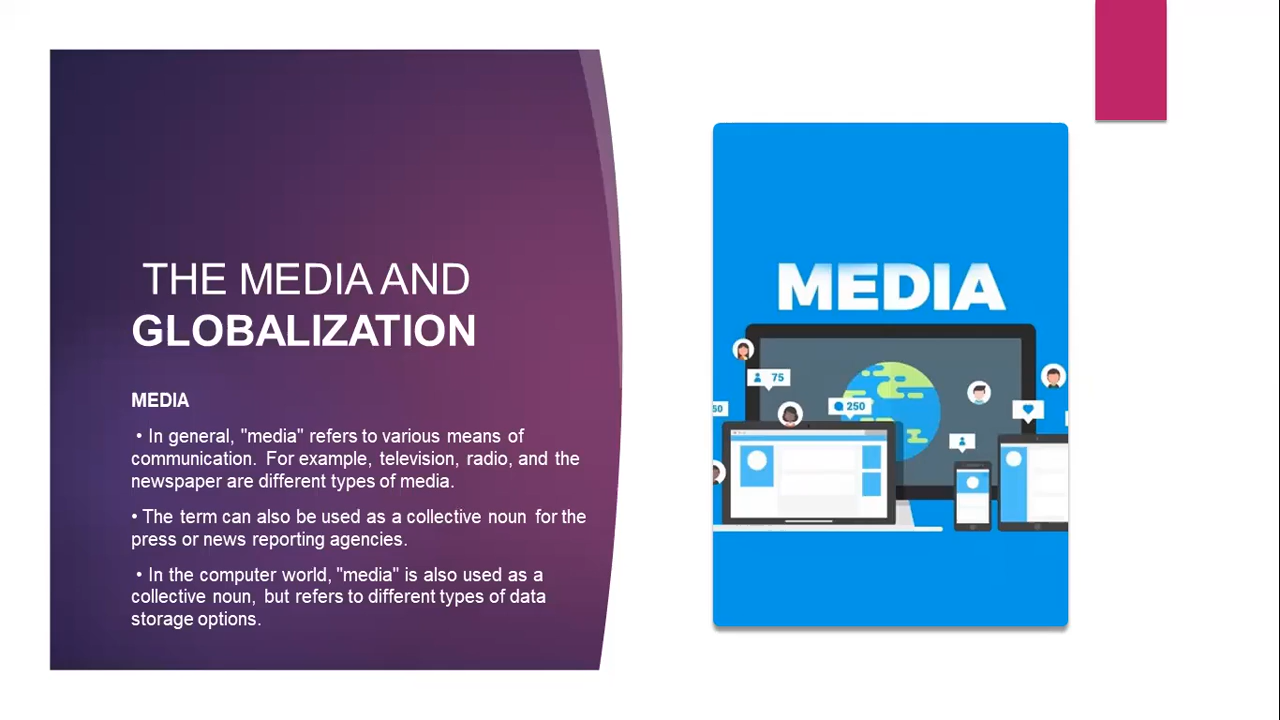 THE MEDIA AND
GLOBALIZATION
MEDIA
• In general, "media" refers to various means of
communication. For example, television, radio, and the
newspaper are different types of media.
• The term can also be used as a collective noun for the
press or news reporting agencies.
• In the computer world, "media" is also used as a
collective noun, but refers to different types of data
storage options.
MEDIA
75
50
250